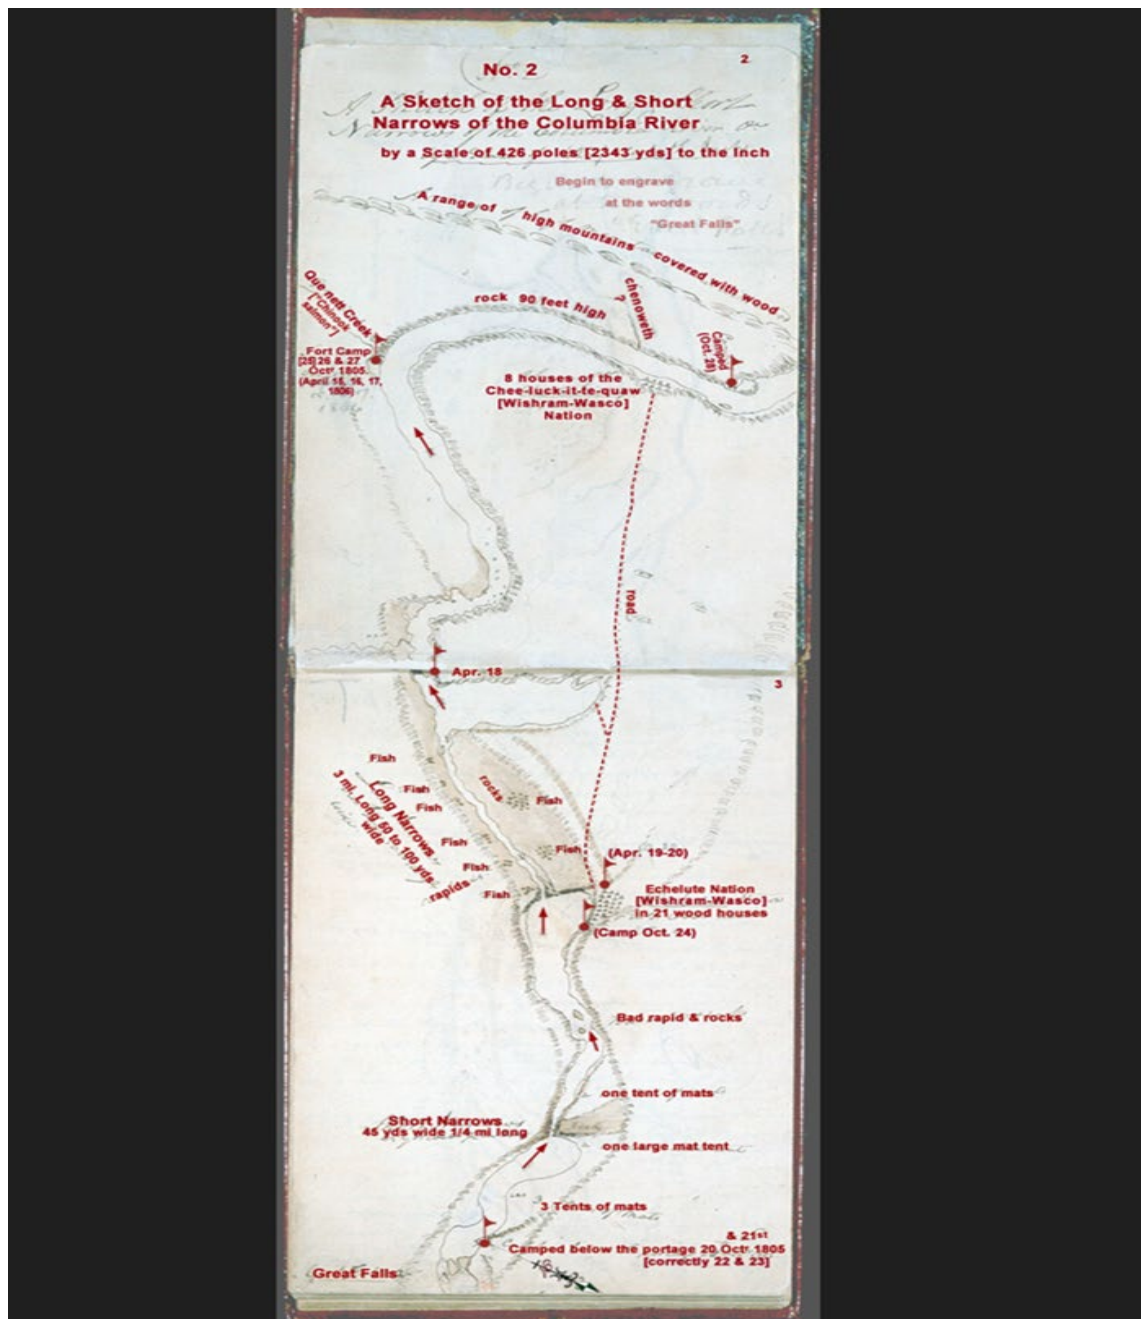 2
No. 2
A Sketch of the Long & Short
Narrows of the Columbia River
by a Scale of 426 poles [2343 yds] to the Inch
Begin to engrave
at the words
"Great Falls"
A range of high mountains covered with wood
Que nett Creek
["Chinook
salmon"]
rock 90 feet high
?
chenoweth
Camped
(Oct. 28)
Fort Camp
[25] 26 & 27
Octr 1805
(April 15, 16, 17,
1806)
8 houses of the
Chee-luck-it-te-quaw
[Wishram-Wasco]
Nation
road
Apr. 18
3
Fish
Fish
Fish
Fish
Fish
Fish
Long Narrows
3 mi. Long 50 to 100 yds
wide
rapids
rocks
Fish
Fish
(Apr. 19-20)
Echelute Nation
[Wishram-Wasco]
in 21 wood houses
(Camp Oct. 24)
Bad rapid & rocks
one tent of mats
Short Narrows
45 yds wide 1/4 mi long
one large mat tent
3 Tents of mats
& 21st
Camped below the portage 20 Octr 1805
[correctly 22 & 23]
Great Falls